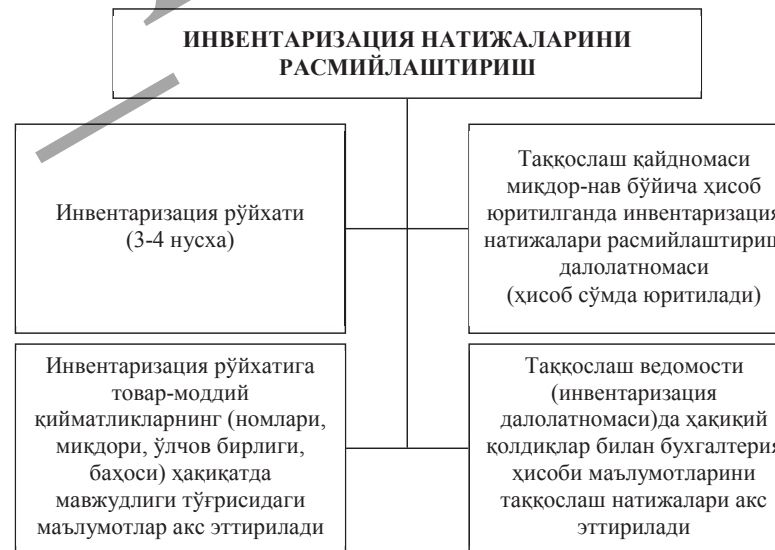 ИНВЕНТАРИЗАЦИЯ НАТИЖАЛАРИНИ
РАСМИЙЛАШТИРИШ
Инвентаризация рўйхати
(3-4 нусха)
Таққослаш қайдномаси
миқдор-нав бўйича ҳисоб
юритилганда инвентаризация
натижалари расмийлаштириш
далолатномаси
(ҳисоб сўмда юритилади)
Инвентаризация рўйхатига
товар-моддий
қийматликларнинг (номлари,
миқдори, ўлчов бирлиги,
баҳоси) ҳақиқатда
мавжудлиги тўғрисидаги
маълумотлар акс эттирилади
Таққослаш ведомости
(инвентаризация
далолатномаси)да ҳақиқий
қолдиқлар билан бухгалтерия
ҳисоби маълумотларини
таққослаш натижалари акс
эттирилади